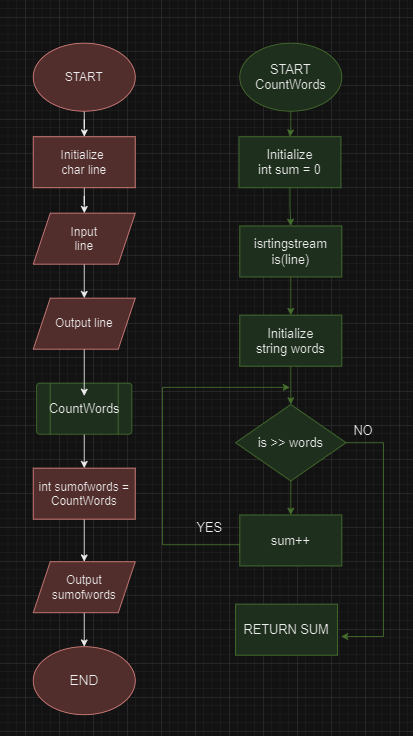 START
Initialize
char line
Input
line
Output line
CountWords
int sumofwords =
CountWords
Output
sumofwords
END
START
CountWords
Initialize
int sum = 0
isrtingstream
is(line)
Initialize
string words
is >> words
NO
YES
sum++
RETURN SUM